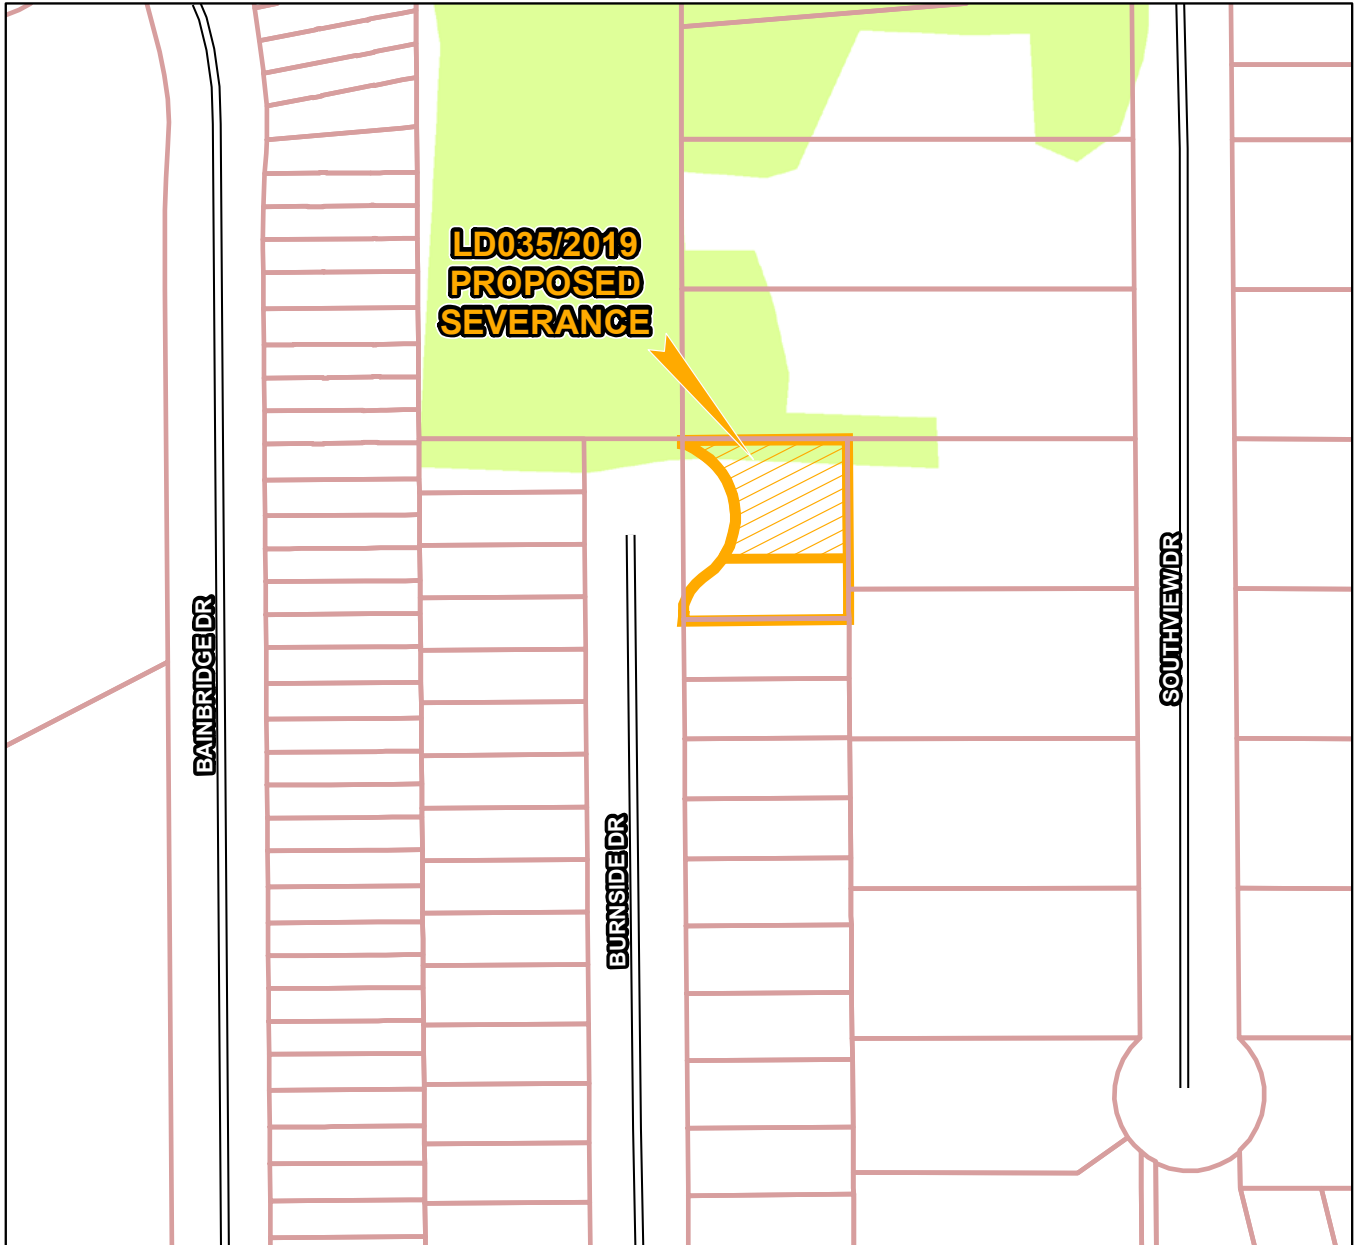 LD035/2019
PROPOSED
SEVERANCE
BAINBRIDGE DR
BURNSIDE DR
SOUTHVIEW DR